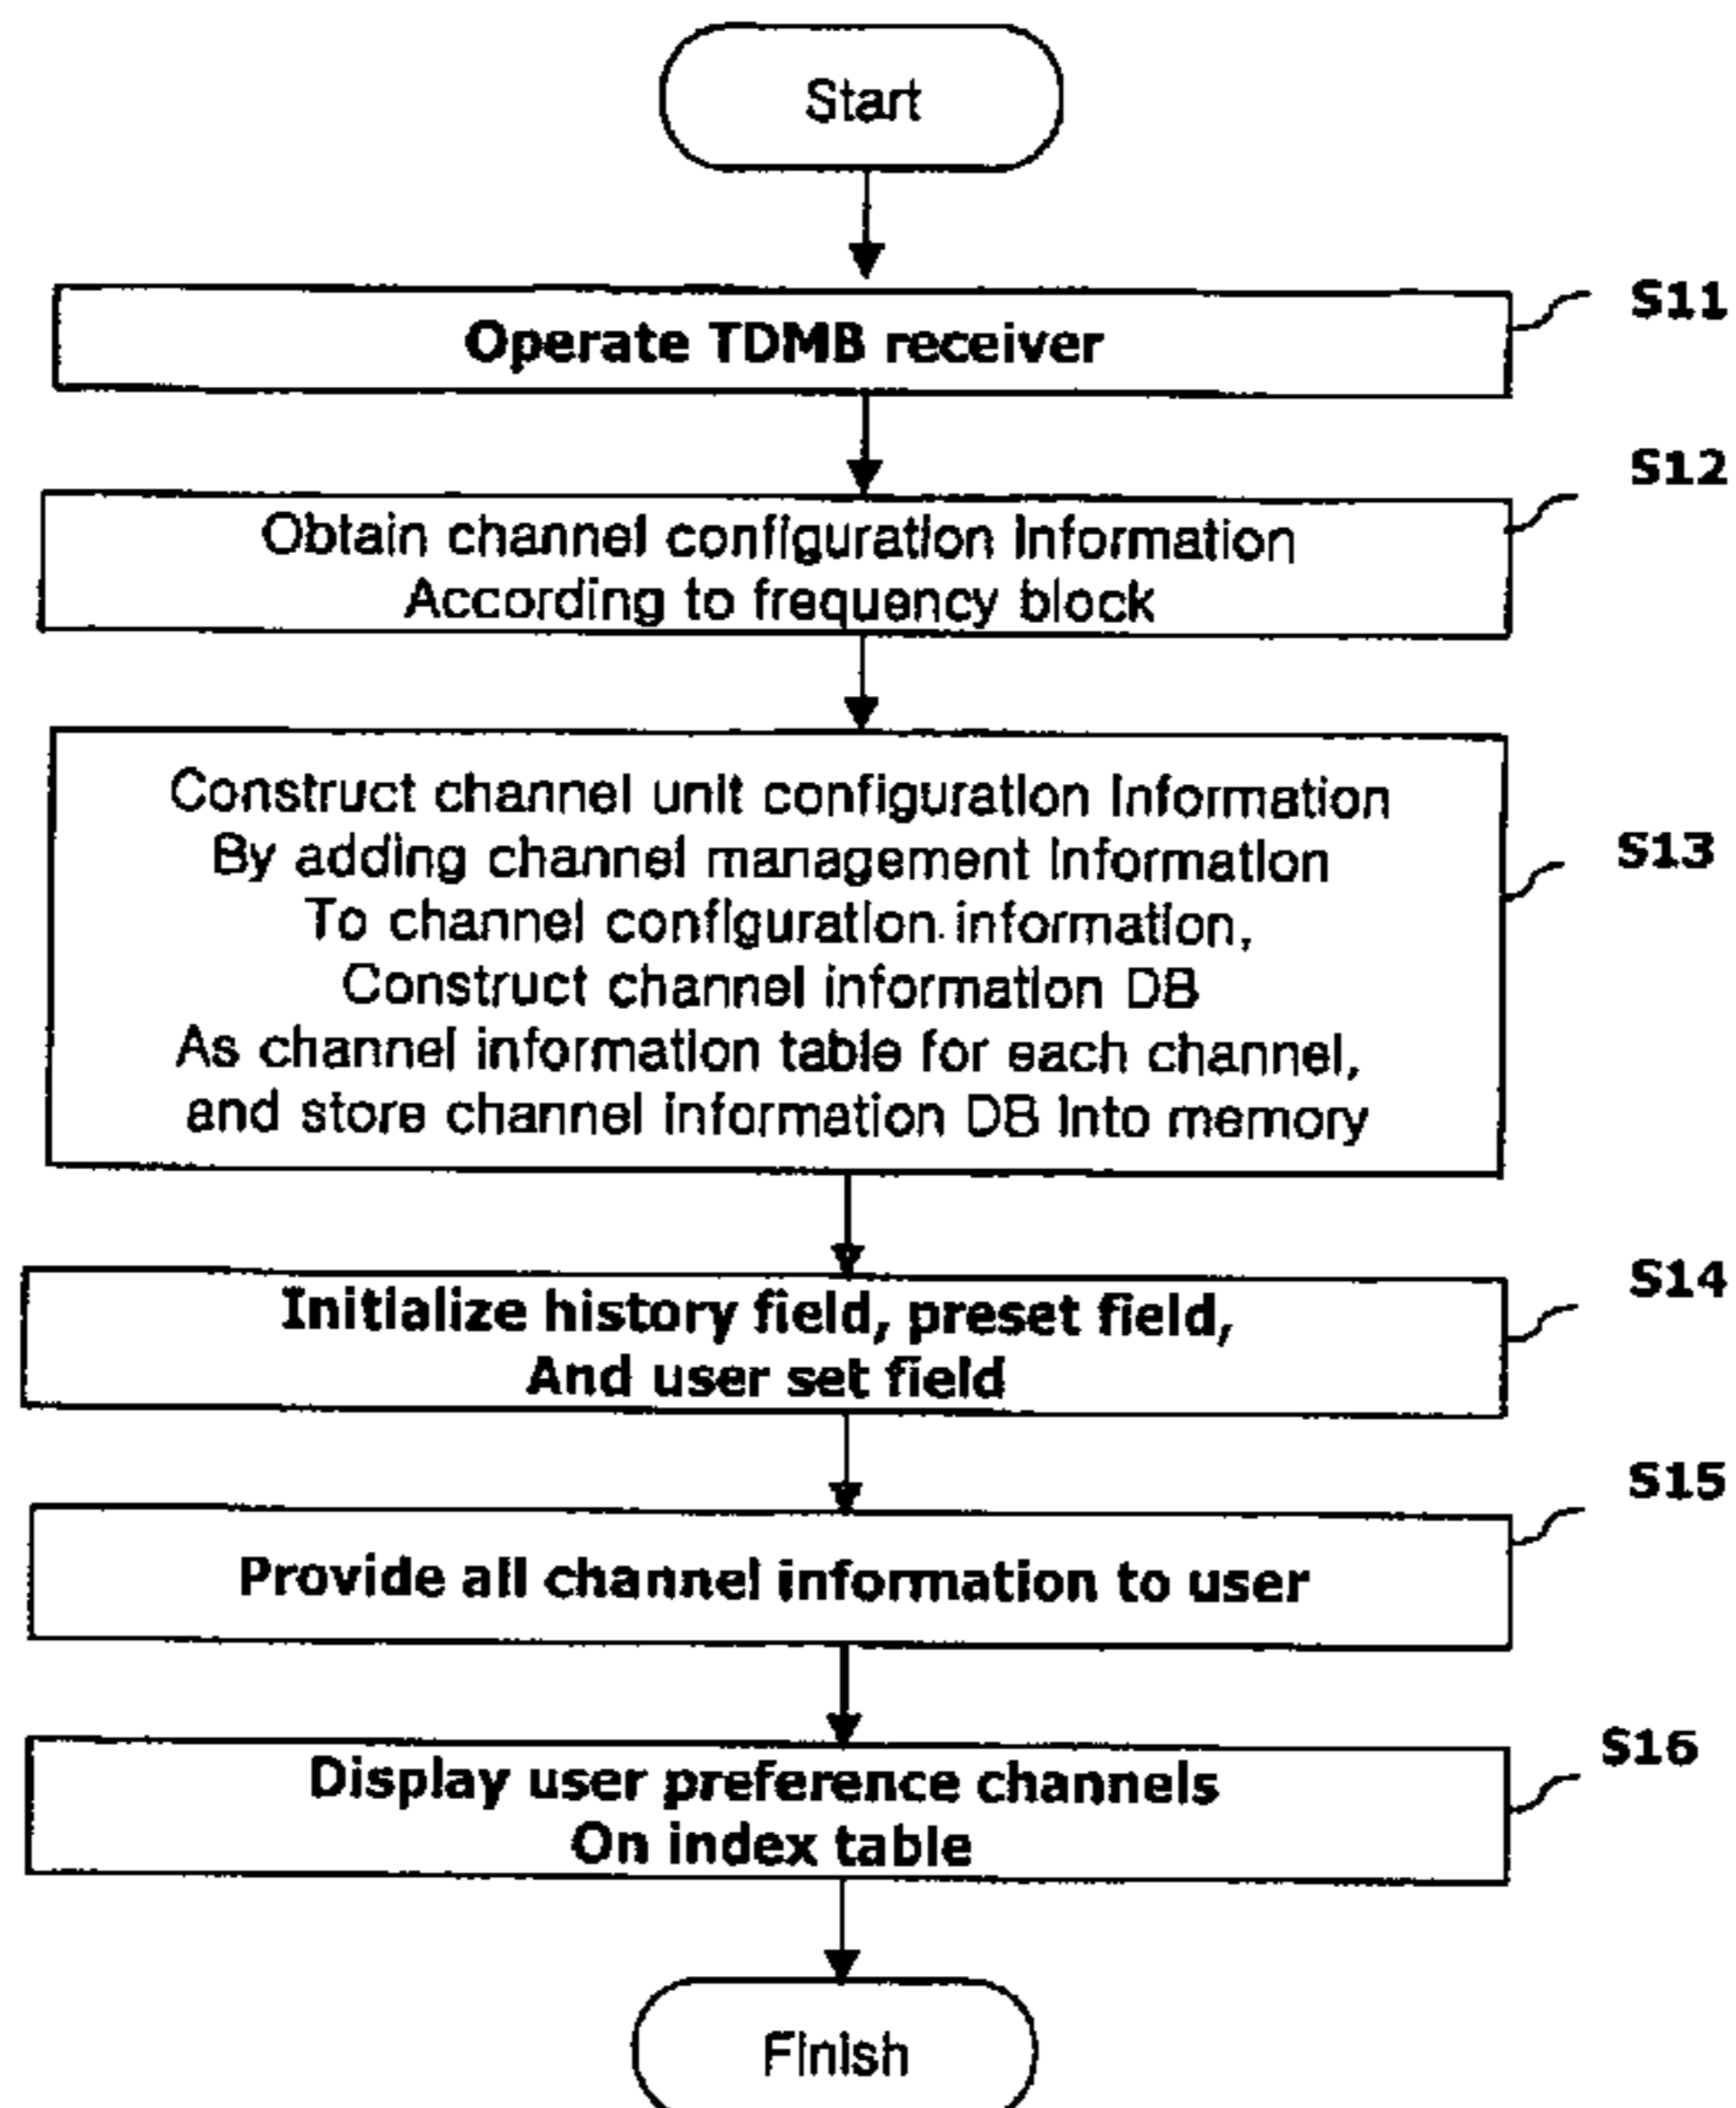 Start
S11
Operate TDMB receiver
S12
Obtain channel configuration information
According to frequency block
Construct channel unit configuration information
By adding channel management information
S13
To channel configuration information,
Construct channel information DB
As channel information table for each channel,
and store channel information DB into memory
S14
Initialize history field, preset field,
And user set field
S15
Provide all channel information to user
S16
Display user preference channels
On index table
Finish